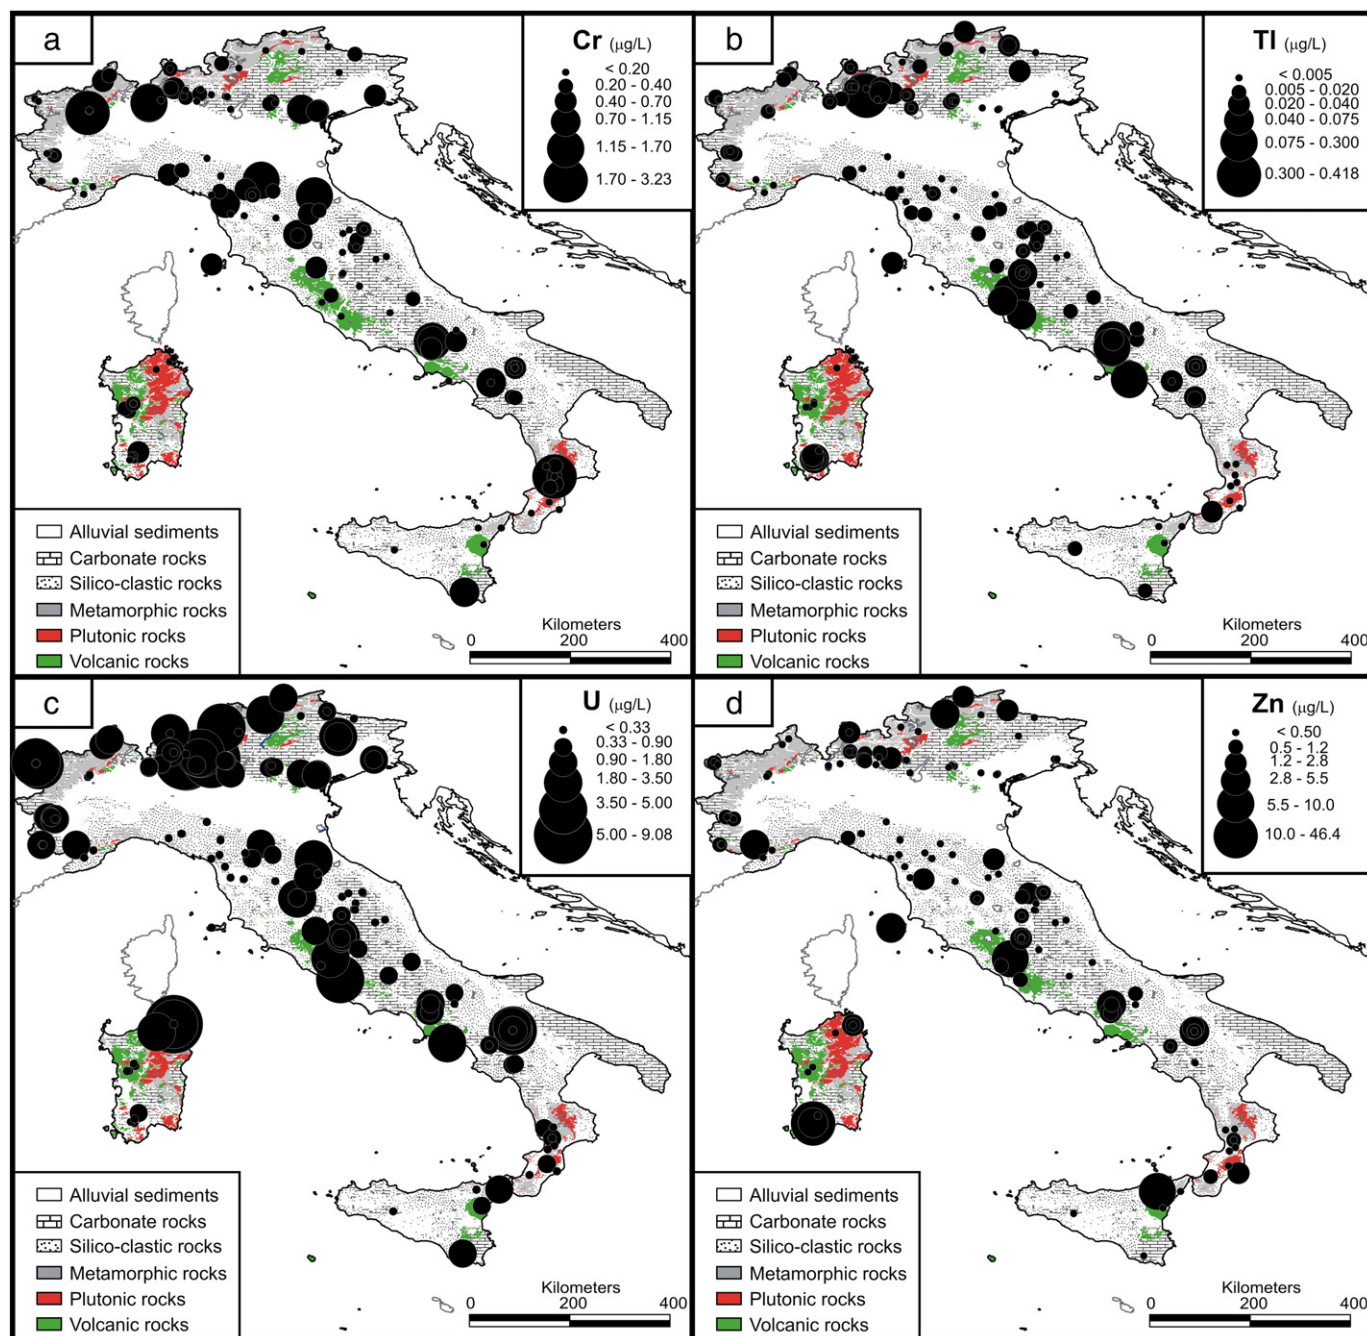 a
Cr (μg/L)
< 0.20
0.20 - 0.40
0.40 - 0.70
0.70 - 1.15
1.15 - 1.70
1.70 - 3.23
Alluvial sediments
Carbonate rocks
Silico-clastic rocks
Metamorphic rocks
Plutonic rocks
Volcanic rocks
Kilometers
0 200 400
b
Tl (μg/L)
< 0.005
0.005 - 0.020
0.020 - 0.040
0.040 - 0.075
0.075 - 0.300
0.300 - 0.418
Alluvial sediments
Carbonate rocks
Silico-clastic rocks
Metamorphic rocks
Plutonic rocks
Volcanic rocks
Kilometers
0 200 400
c
U (μg/L)
< 0.33
0.33 - 0.90
0.90 - 1.80
1.80 - 3.50
3.50 - 5.00
5.00 - 9.08
Alluvial sediments
Carbonate rocks
Silico-clastic rocks
Metamorphic rocks
Plutonic rocks
Volcanic rocks
Kilometers
0 200 400
d
Zn (μg/L)
< 0.50
0.5 - 1.2
1.2 - 2.8
2.8 - 5.5
5.5 - 10.0
10.0 - 46.4
Alluvial sediments
Carbonate rocks
Silico-clastic rocks
Metamorphic rocks
Plutonic rocks
Volcanic rocks
Kilometers
0 200 400